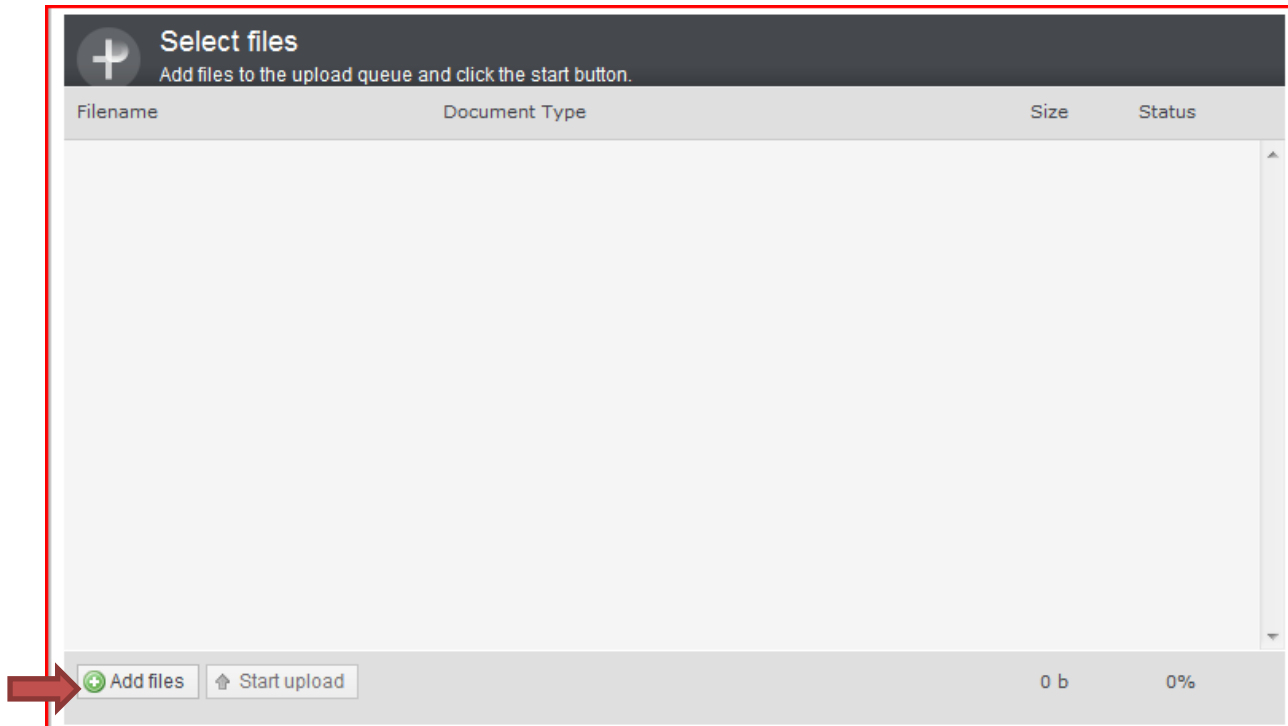 Select files
Add files to the upload queue and click the start button.
Filename Document Type Size Status
Add files Start upload 0 b 0%